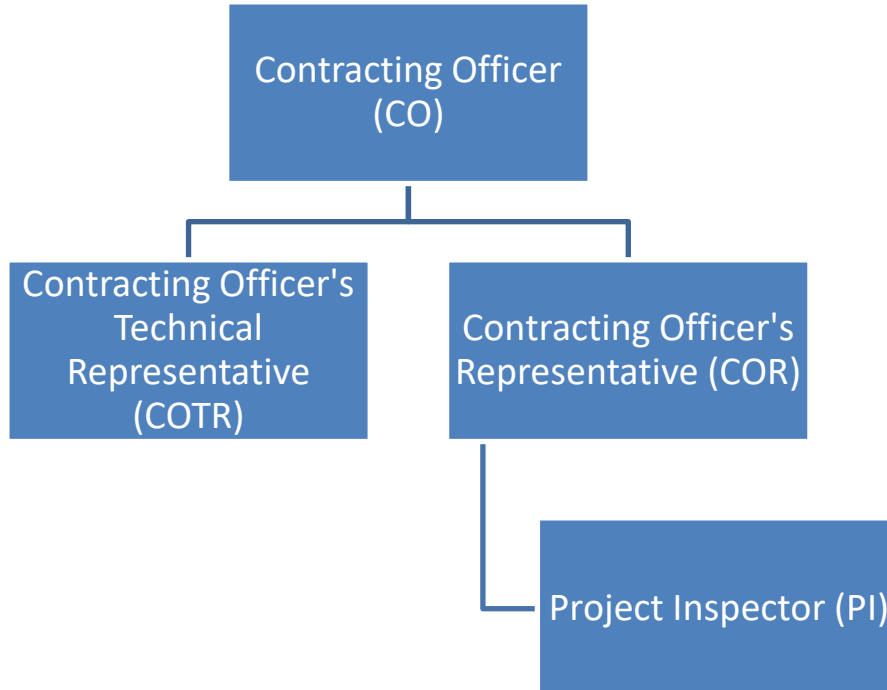 Contracting Officer
(CO)
Contracting Officer's
Technical
Representative
(COTR)
Contracting Officer's
Representative (COR)
Project Inspector (PI)